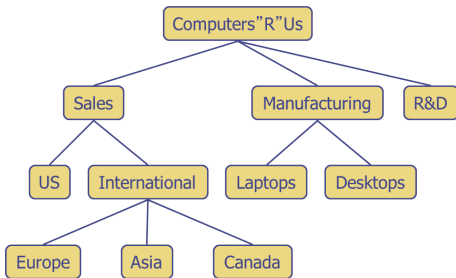 Computers”R”Us
Sales
Manufacturing
R&D
US
International
Laptops
Desktops
Europe
Asia
Canada